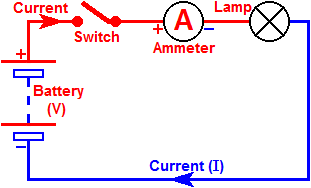 Current
Switch
+ A −
Ammeter
Lamp
+
Battery
(V)
−
Current (I)